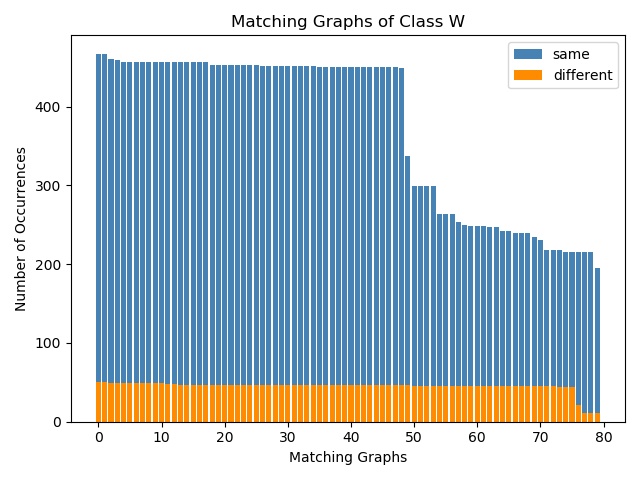 Matching Graphs of Class W
same
different
Number of Occurrences
400
300
200
100
0
0 10 20 30 40 50 60 70 80
Matching Graphs